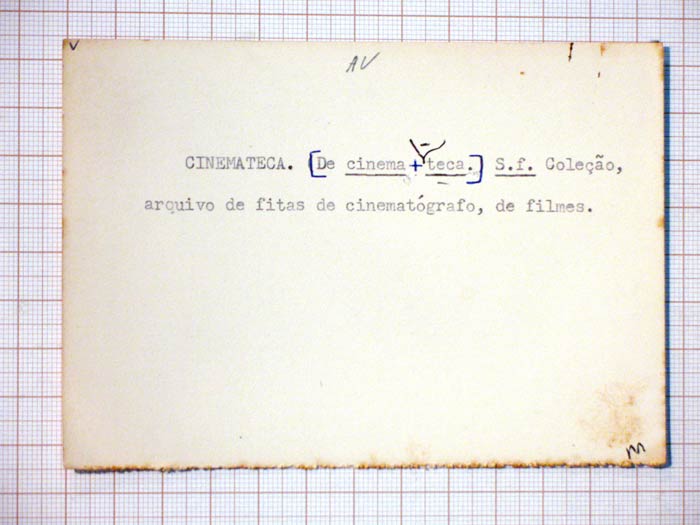 AV
CINEMATECA. [De cinema + -teca.] S.f. Coleção,
arquivo de fitas de cinematógrafo, de filmes.
m